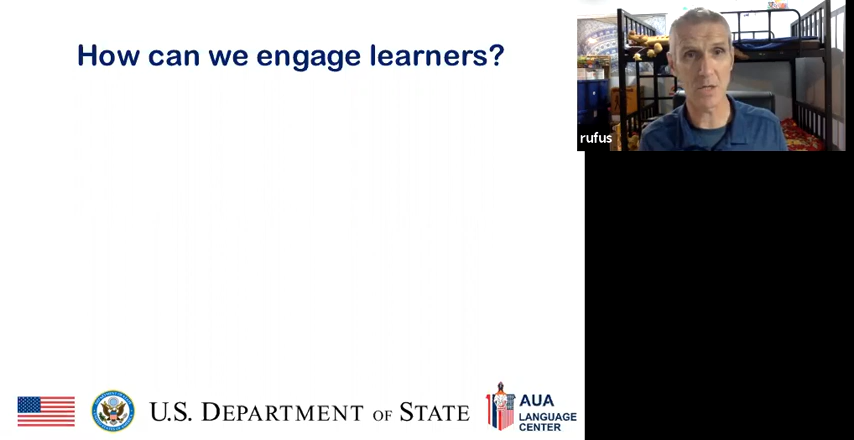 How can we engage learners?
rufus
U.S. DEPARTMENT OF STATE
AUA
LANGUAGE
CENTER